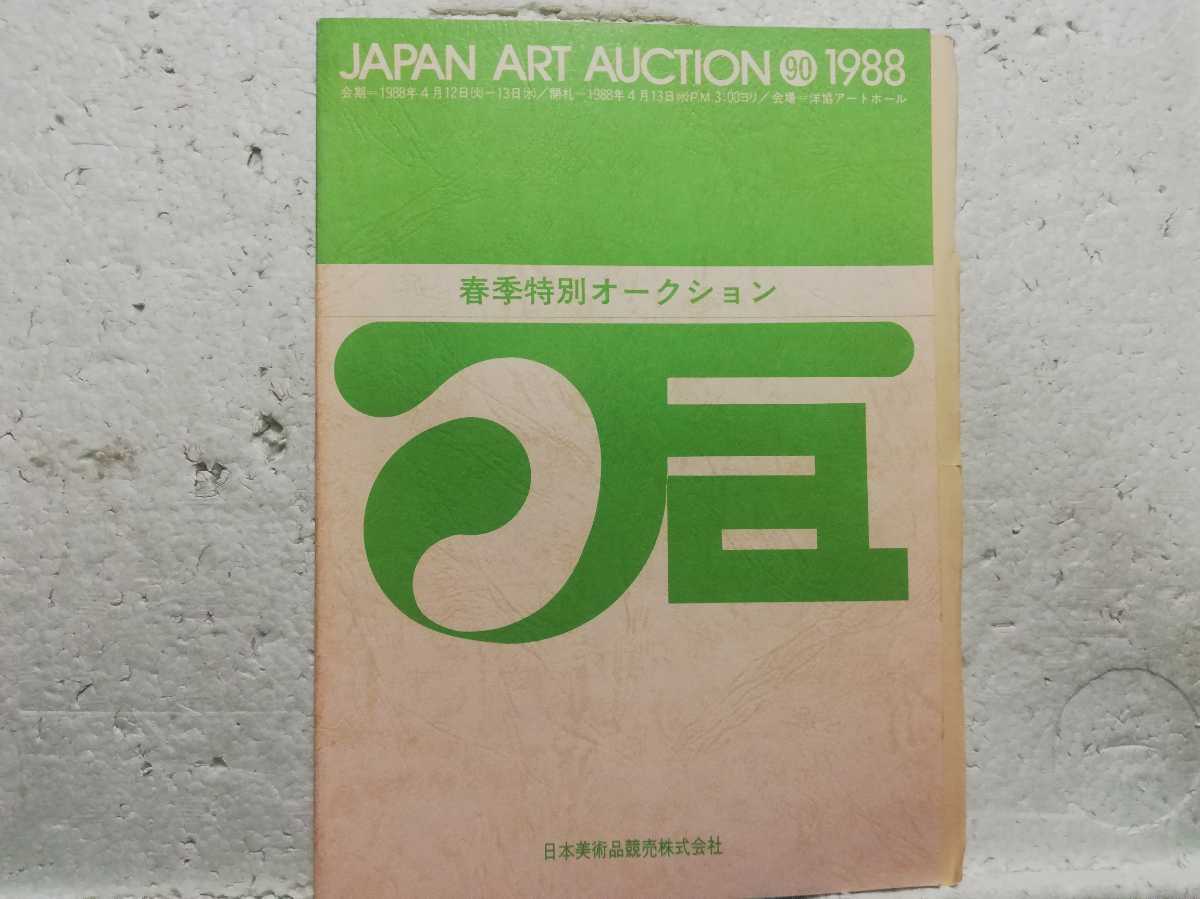 JAPAN ART AUCTION 90 1988
会期=1988年4月12日(火)-13日(水)/開札-1988年4月13日(水)P.M.3:00ヨリ/会場=洋協アートホール
春季特別オークション
日本美術品競売株式会社